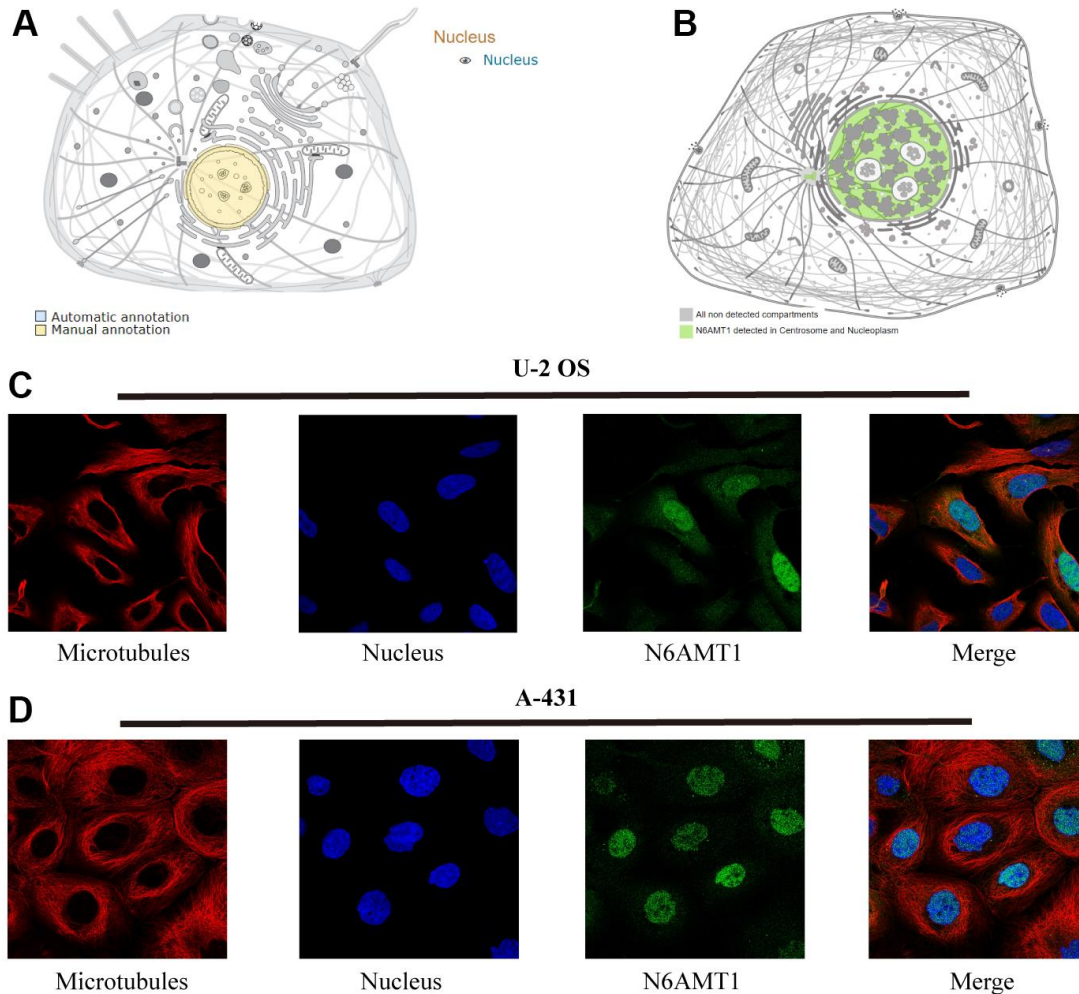 A
Nucleus
Nucleus
Automatic annotation
Manual annotation
B
All non detected compartments
N6AMT1 detected in Centrosome and Nucleoplasm
C
U-2 OS
Microtubules
Nucleus
N6AMT1
Merge
D
A-431
Microtubules
Nucleus
N6AMT1
Merge